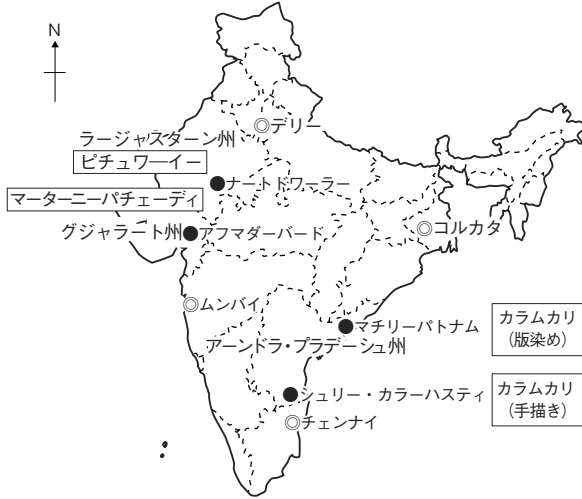 N
デリー
ラージャスターン州
ピチュワーイー
ナートドワーラー
マーターニーパチェーディ
コルカタ
グジャラート州
アフマダーバード
ムンバイ
マチリーパトナム
カラムカリ
(版染め)
アーンドラ・プラデーシュ州
シュリー・カラーハスティ
カラムカリ
(手描き)
チェンナイ